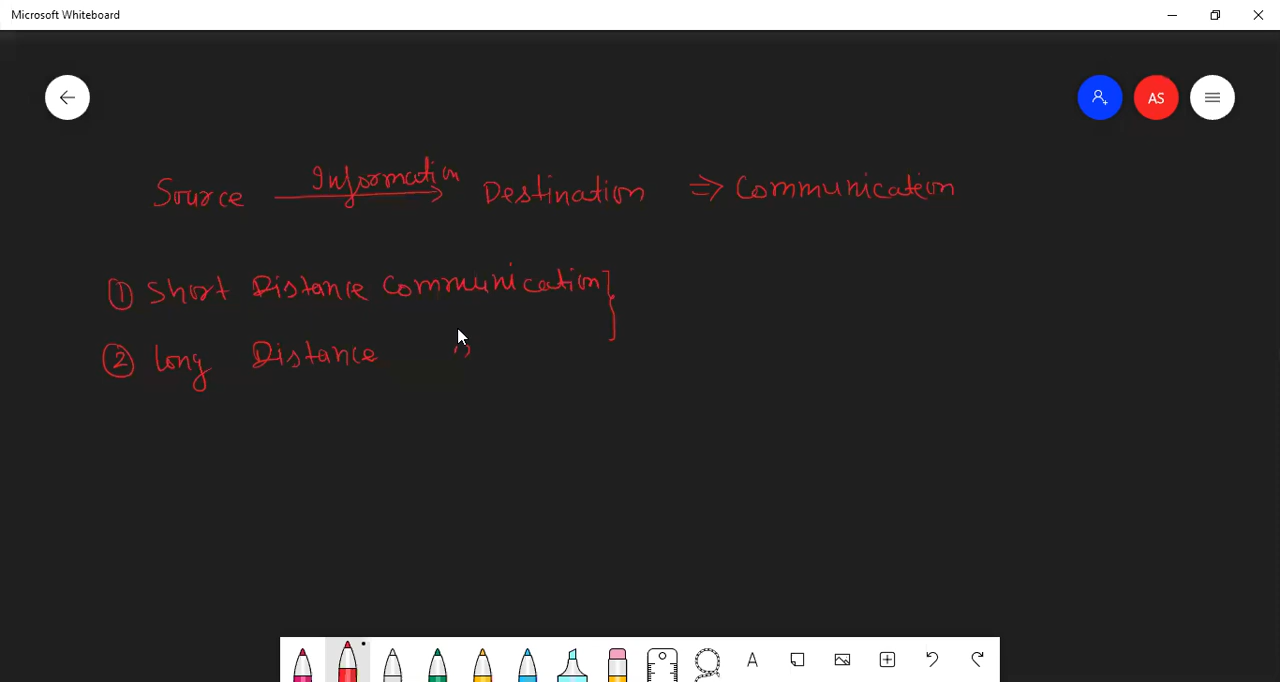 Microsoft Whiteboard
AS
Source Information Destination ⇒ Communication
① Short Distance Communication
② Long Distance "
A